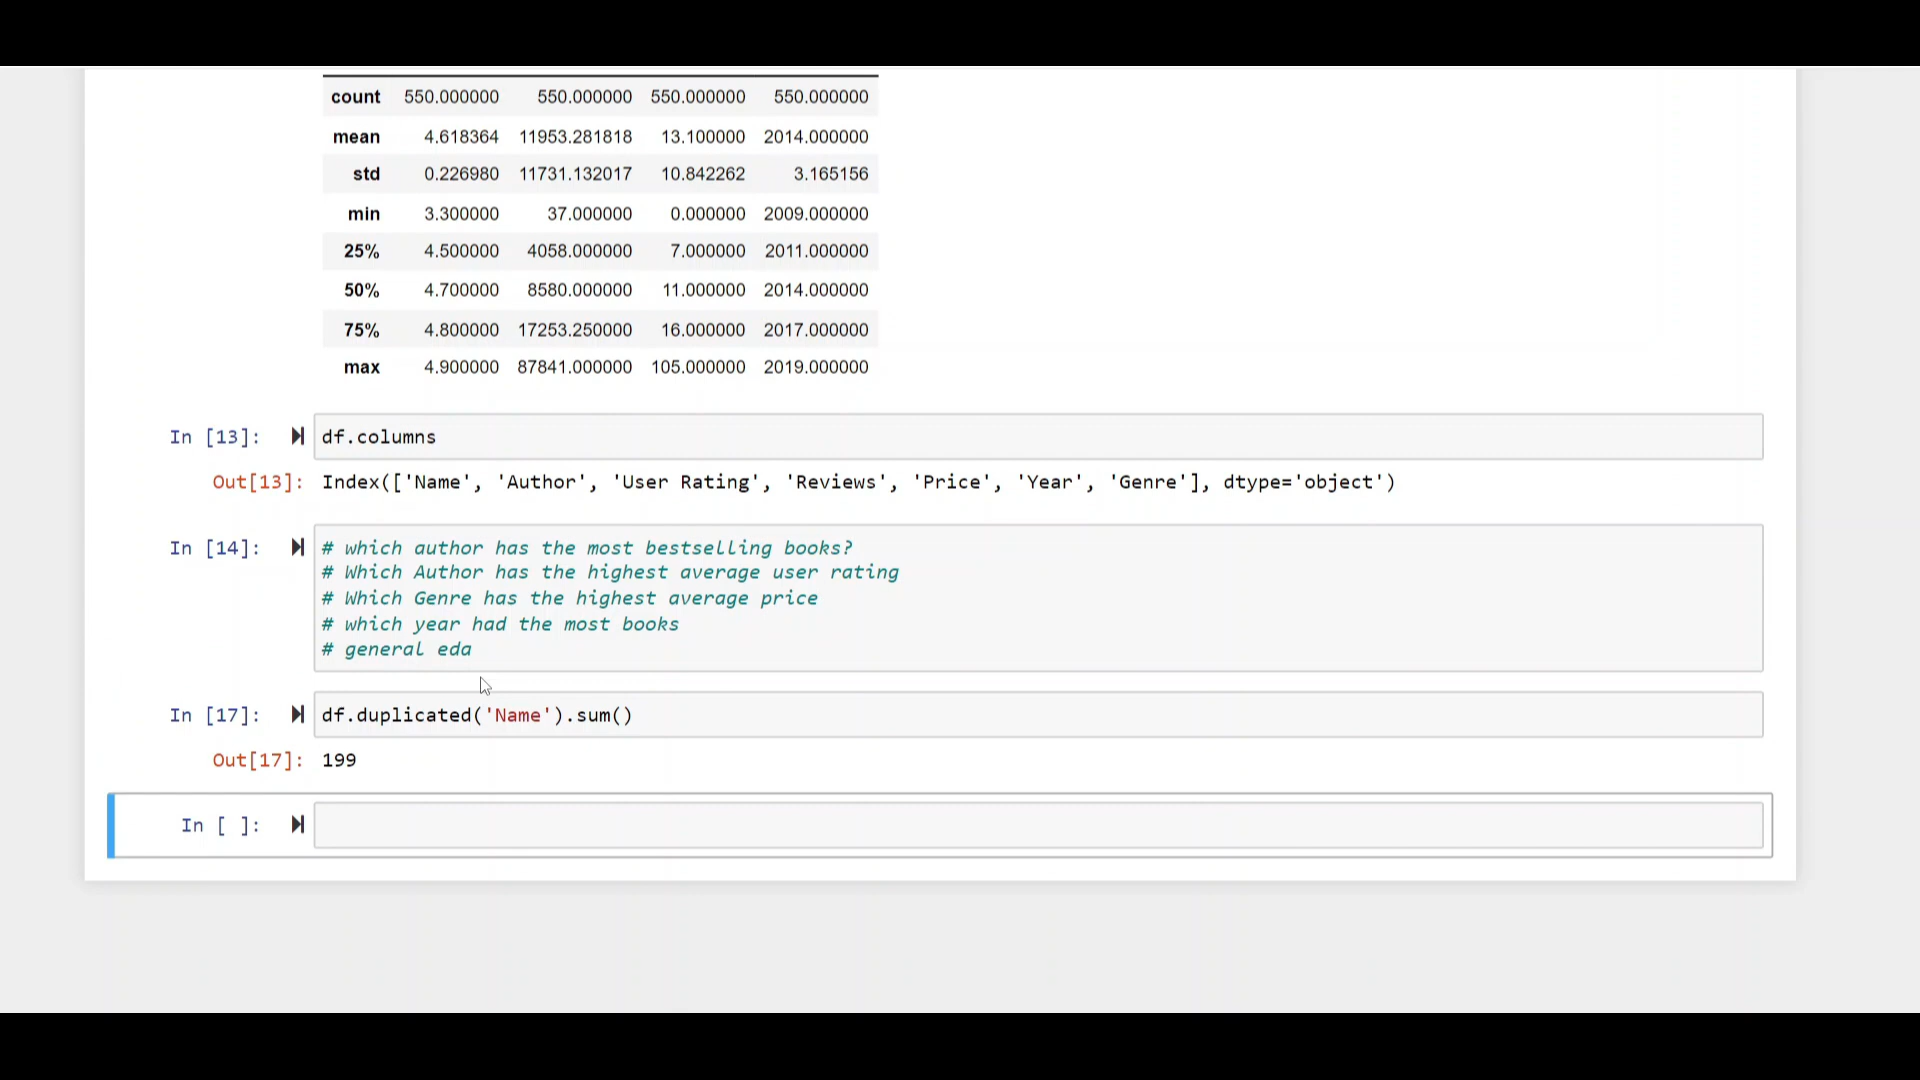 count 550.000000 550.000000 550.000000 550.000000
mean 4.618364 11953.281818 13.100000 2014.000000
std 0.226980 11731.132017 10.842262 3.165156
min 3.300000 37.000000 0.000000 2009.000000
25% 4.500000 4058.000000 7.000000 2011.000000
50% 4.700000 8580.000000 11.000000 2014.000000
75% 4.800000 17253.250000 16.000000 2017.000000
max 4.900000 87841.000000 105.000000 2019.000000
In [13]: df.columns
Out[13]: Index(['Name', 'Author', 'User Rating', 'Reviews', 'Price', 'Year', 'Genre'], dtype='object')
In [14]: # which author has the most bestselling books?
# Which Author has the highest average user rating
# Which Genre has the highest average price
# which year had the most books
# general eda
In [17]: df.duplicated('Name').sum()
Out[17]: 199
In [ ]: